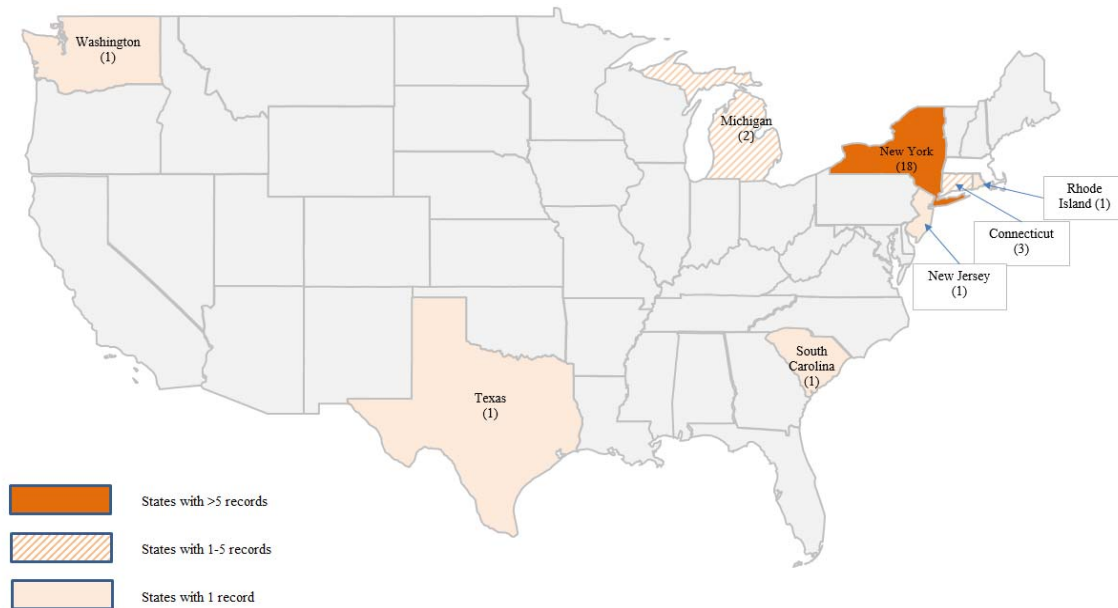 Washington
(1)
Michigan
(2)
New York
(18)
Rhode
Island (1)
Connecticut
(3)
New Jersey
(1)
South
Carolina
(1)
Texas
(1)
States with >5 records
States with 1-5 records
States with 1 record